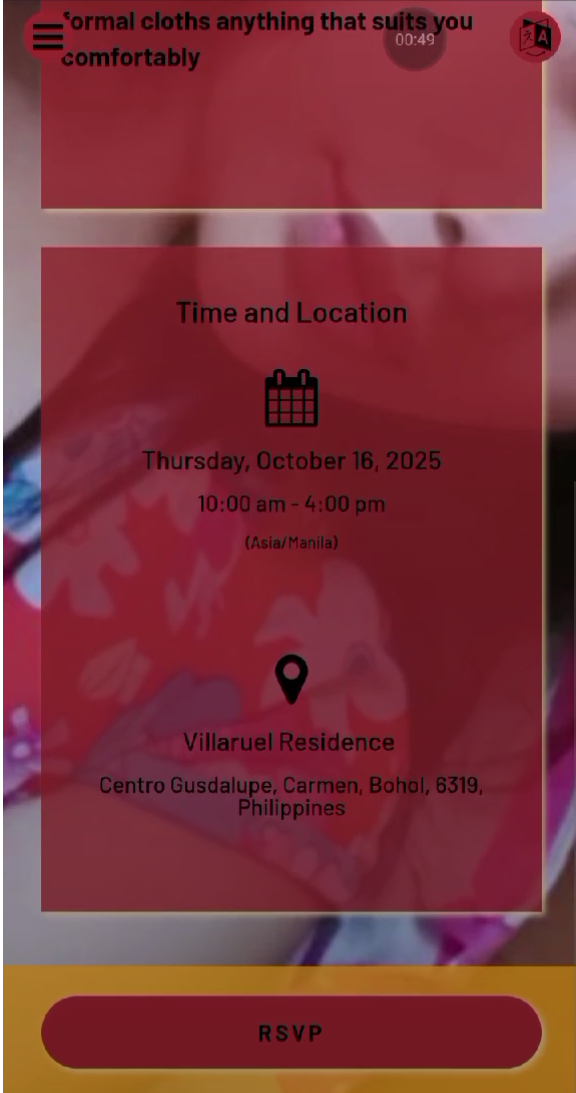 formal cloths anything that suits you
comfortably
00:49
文 A
Time and Location
Thursday, October 16, 2025
10:00 am - 4:00 pm
(Asia/Manila)
Villaruel Residence
Centro Gusdalupe, Carmen, Bohol, 6319,
Philippines
RSVP